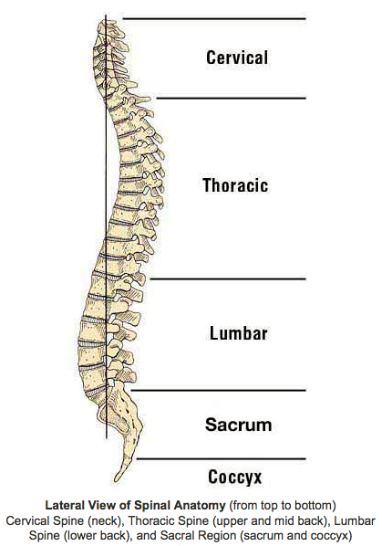 Cervical
Thoracic
Lumbar
Sacrum
Coccyx
Lateral View of Spinal Anatomy (from top to bottom)
Cervical Spine (neck), Thoracic Spine (upper and mid back), Lumbar
Spine (lower back), and Sacral Region (sacrum and coccyx)